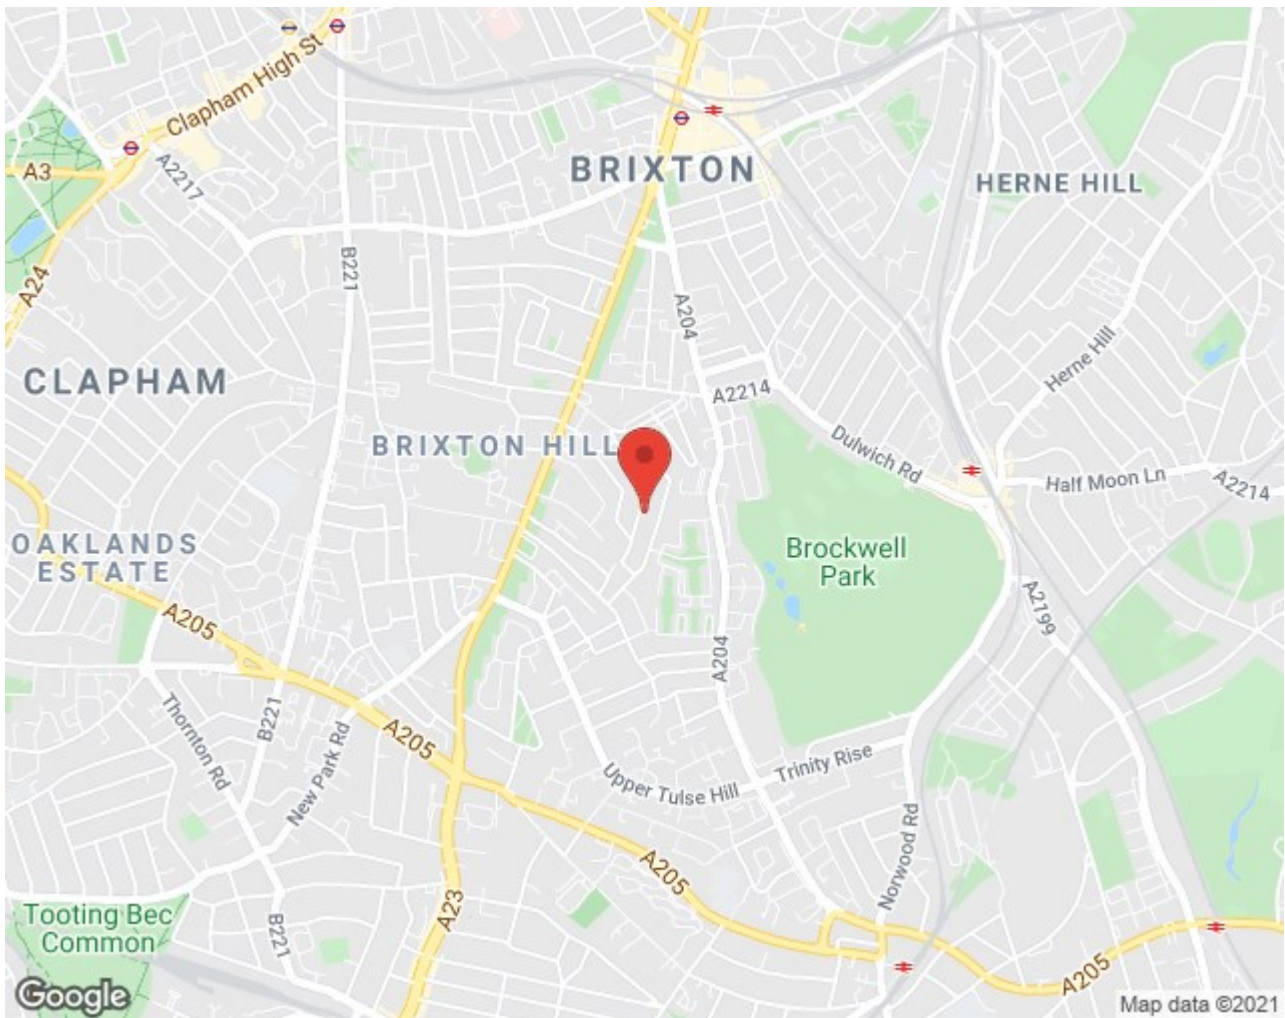 Clapham High St
A3
A2217
BRIXTON
HERNE HILL
B221
A24
A204
CLAPHAM
A2214
Herne Hill
BRIXTON HILL
Dulwich Rd
Half Moon Ln
A2214
OAKLANDS
ESTATE
Brockwell
Park
A205
A2199
A204
Thornton Rd
B221
New Park Rd
A205
Upper Tulse Hill
Trinity Rise
Norwood Rd
A205
A23
Tooting Bec
Common
B221
A205
Google
Map data ©2021